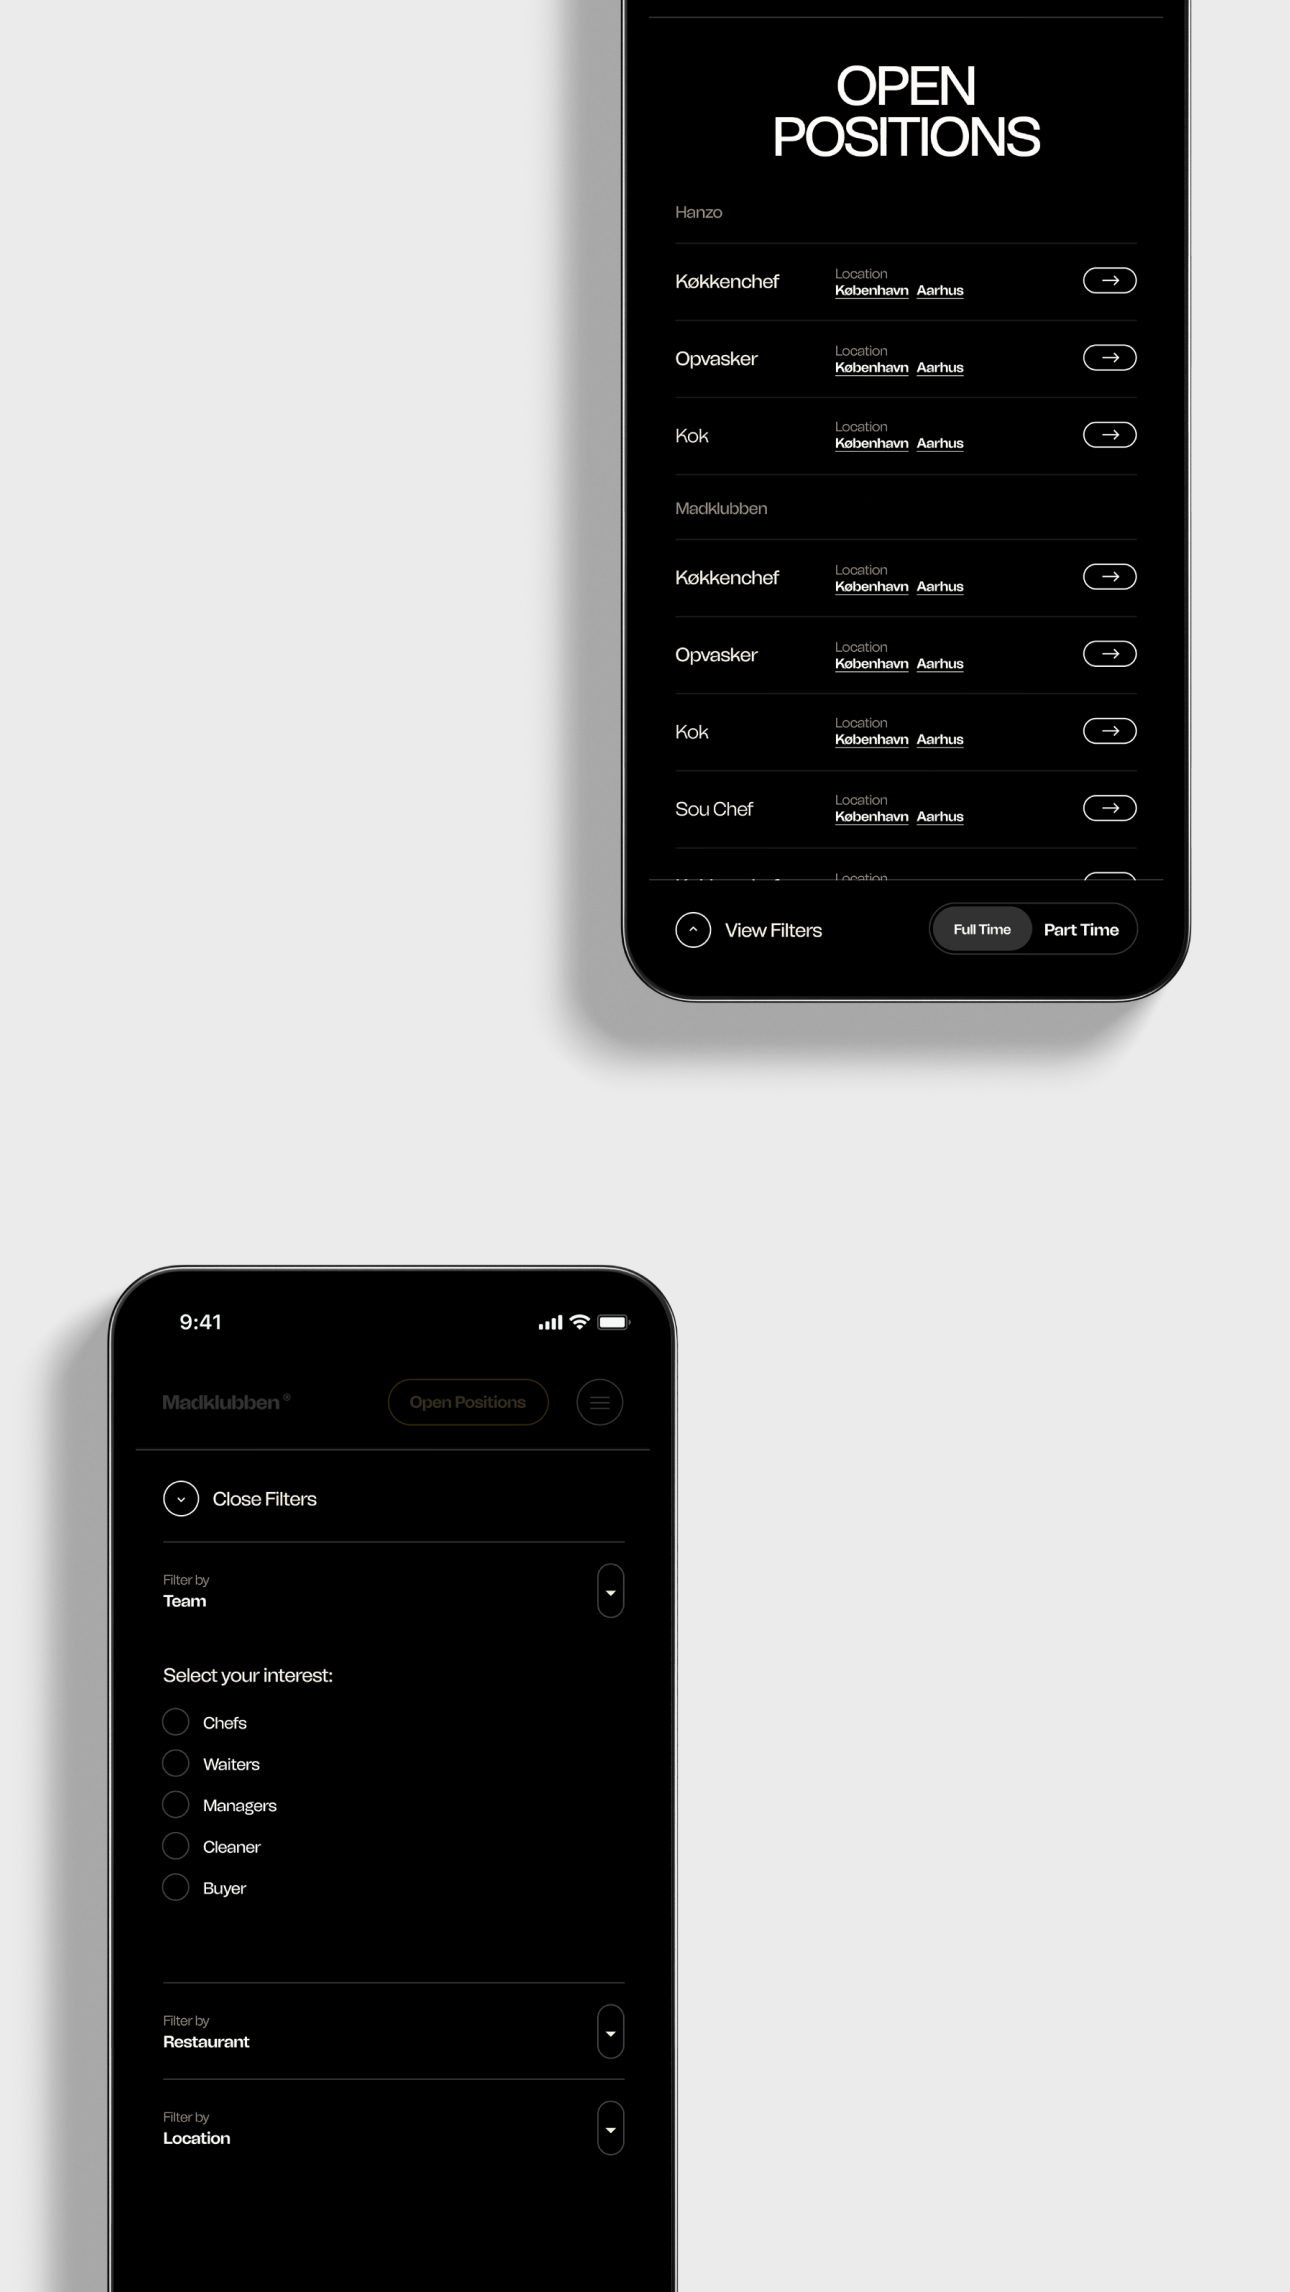 OPEN
POSITIONS
Hanzo
Køkkenchef
Location
København Aarhus
Opvasker
Location
København Aarhus
Kok
Location
København Aarhus
Madklubben
Køkkenchef
Location
København Aarhus
Opvasker
Location
København Aarhus
Kok
Location
København Aarhus
Sou Chef
Location
København Aarhus
Location
View Filters
Full Time
Part Time
9:41
Madklubben®
Open Positions
Close Filters
Filter by
Team
Select your interest:
Chefs
Waiters
Managers
Cleaner
Buyer
Filter by
Restaurant
Filter by
Location